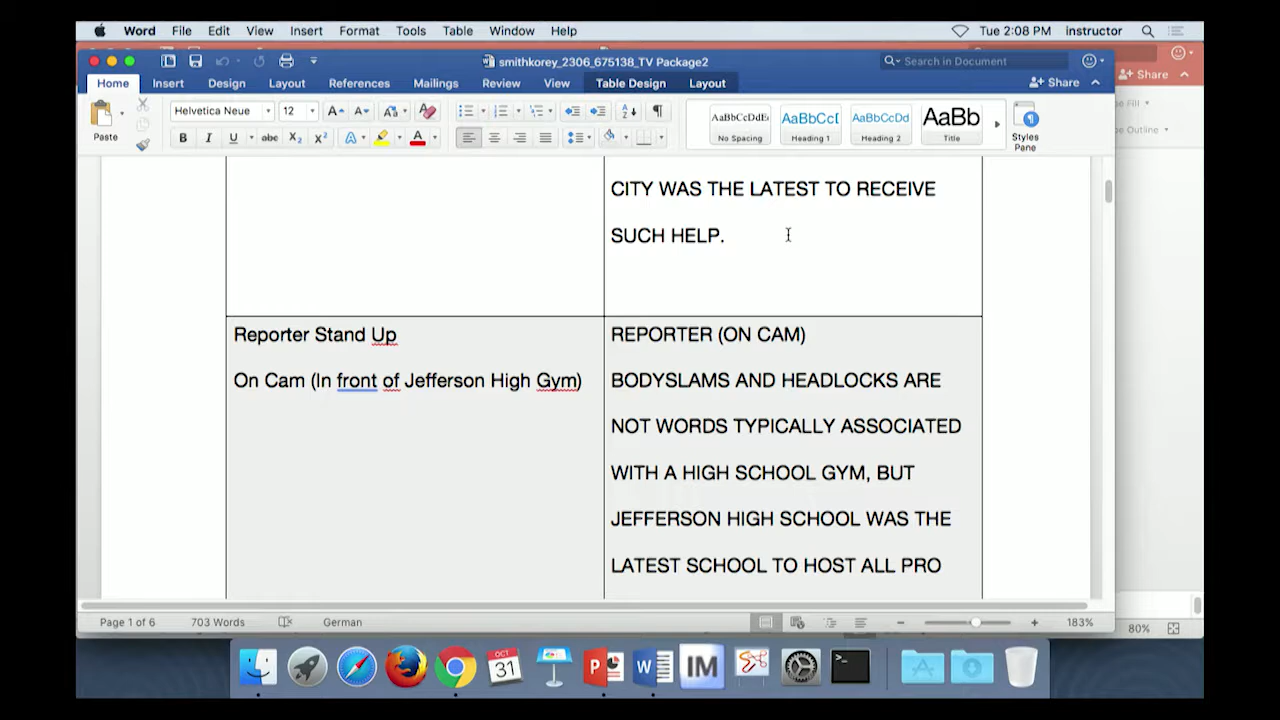 Word File Edit View Insert Format Tools Table Window Help Tue 2:08 PM instructor
smithkorey_2306_675138_TV Package2 Search in Document
Home Insert Design Layout References Mailings Review View Table Design Layout Share
Share
Paste Helvetica Neue 12 AaBbCcDdEe AaBbCcDd AaBbCcDd AaBb Styles Pane
No Spacing Heading 1 Heading 2 Title
CITY WAS THE LATEST TO RECEIVE
SUCH HELP.
Reporter Stand Up
On Cam (In front of Jefferson High Gym)
REPORTER (ON CAM)
BODYSLAMS AND HEADLOCKS ARE
NOT WORDS TYPICALLY ASSOCIATED
WITH A HIGH SCHOOL GYM, BUT
JEFFERSON HIGH SCHOOL WAS THE
LATEST SCHOOL TO HOST ALL PRO
Page 1 of 6 703 Words German 183%
80%
OCT
31
IM